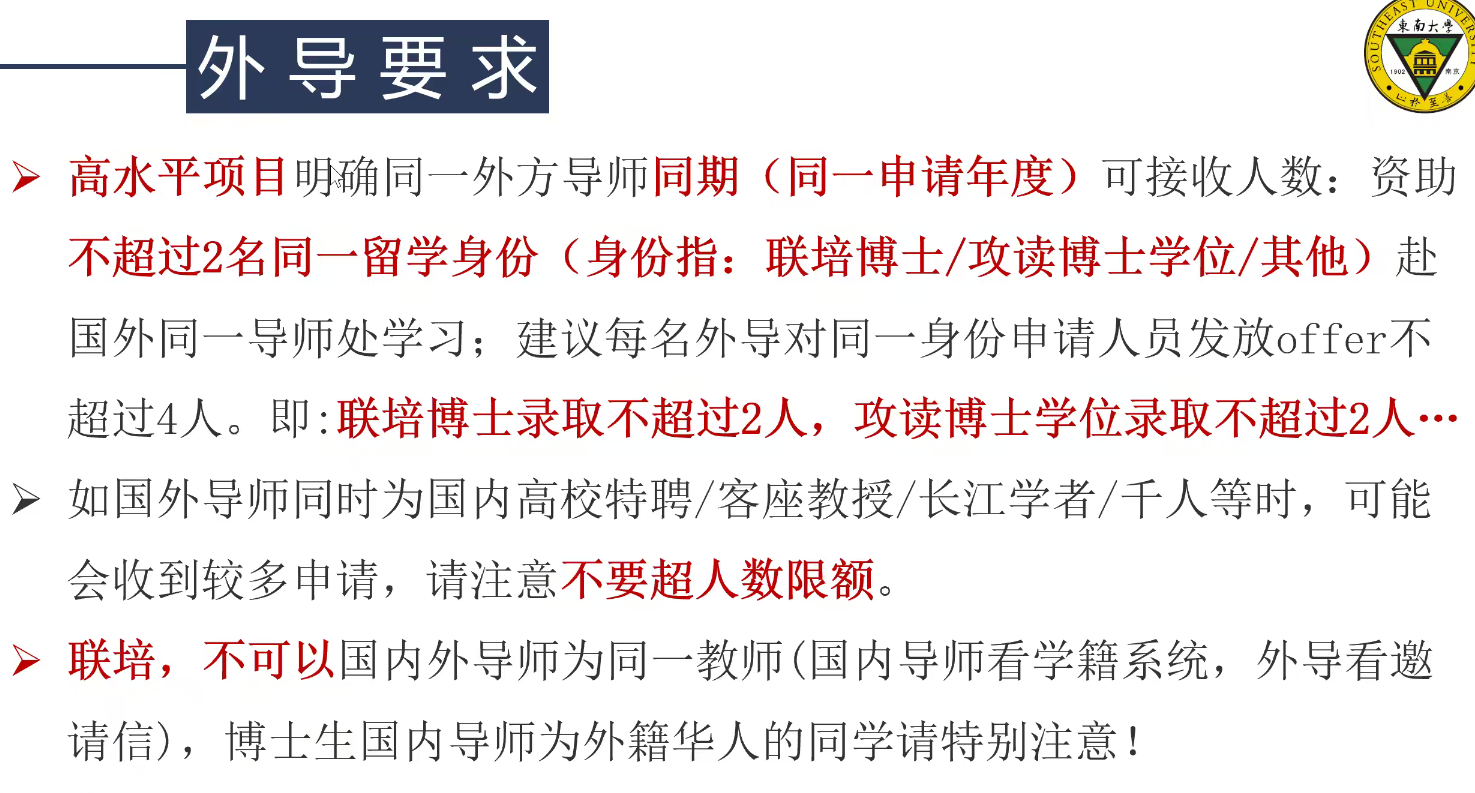 外导要求
東南大學
SOUTHEAST UNIVERSITY
1902 南京
止於至善
高水平项目明确同一外方导师同期（同一申请年度）可接收人数：资助
不超过2名同一留学身份（身份指：联培博士/攻读博士学位/其他）赴
国外同一导师处学习；建议每名外导对同一身份申请人员发放offer不
超过4人。即:联培博士录取不超过2人，攻读博士学位录取不超过2人…
如国外导师同时为国内高校特聘/客座教授/长江学者/千人等时，可能
会收到较多申请，请注意不要超人数限额。
联培，不可以国内外导师为同一教师(国内导师看学籍系统，外导看邀
请信)，博士生国内导师为外籍华人的同学请特别注意！